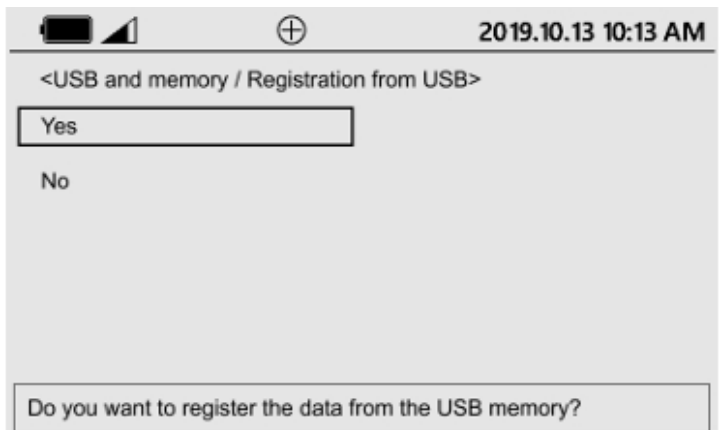 2019.10.13 10:13 AM
<USB and memory / Registration from USB>
Yes
No
Do you want to register the data from the USB memory?